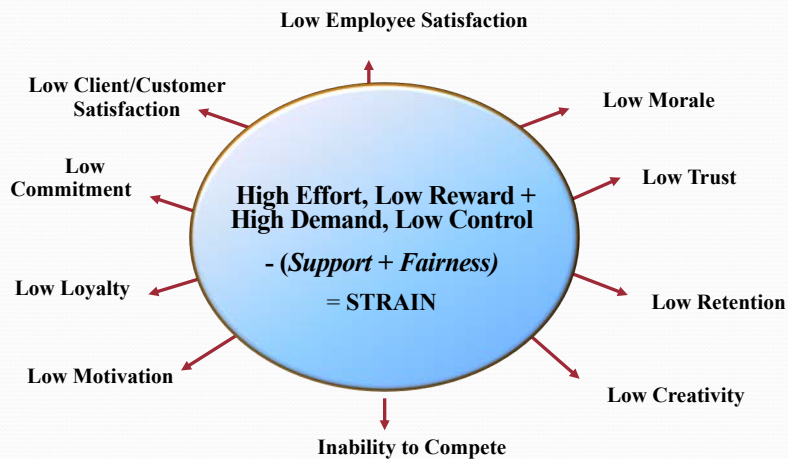 Low Employee Satisfaction
Low Client/Customer
Satisfaction
Low Morale
Low
Commitment
Low Trust
High Effort, Low Reward +
High Demand, Low Control
- (Support + Fairness)
= STRAIN
Low Loyalty
Low Retention
Low Motivation
Low Creativity
Inability to Compete